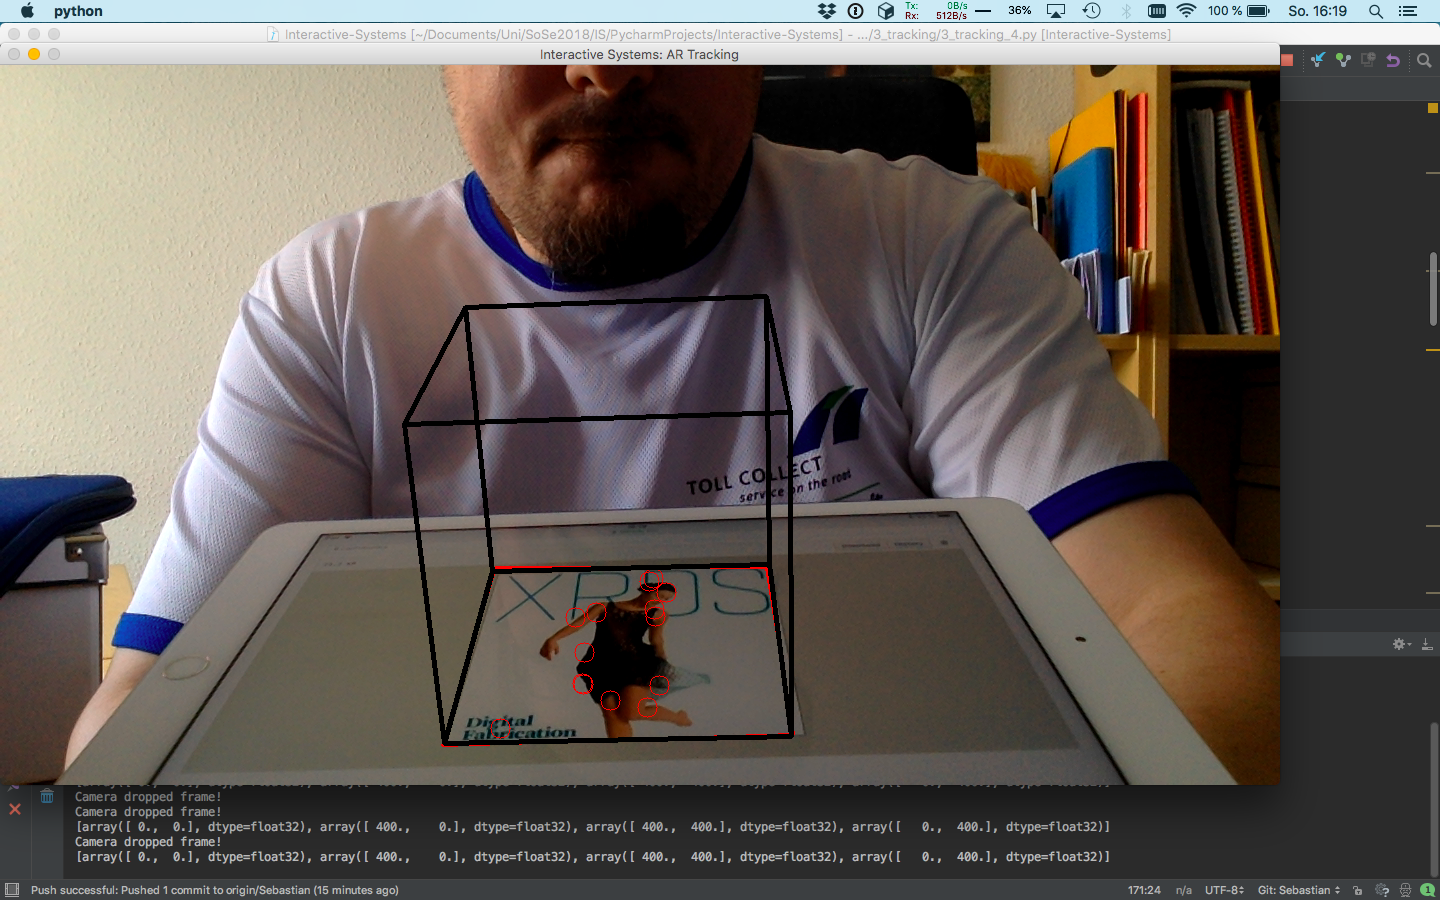 python
Tx: 0B/s
Rx: 512B/s
36%
100 %
So. 16:19
Interactive-Systems [~/Documents/Uni/SoSe2018/IS/PycharmProjects/Interactive-Systems] - .../3_tracking/3_tracking_4.py [Interactive-Systems]
Interactive Systems: AR Tracking
TOLL COLLECT
service on the road
XROS
Digital
Fabrication
Camera dropped frame!
Camera dropped frame!
[array([ 0., 0.], dtype=float32), array([ 400., 0.], dtype=float32), array([ 400., 400.], dtype=float32), array([ 0., 400.], dtype=float32)]
Camera dropped frame!
[array([ 0., 0.], dtype=float32), array([ 400., 0.], dtype=float32), array([ 400., 400.], dtype=float32), array([ 0., 400.], dtype=float32)]
Push successful: Pushed 1 commit to origin/Sebastian (15 minutes ago)
171:24 n/a UTF-8 Git: Sebastian 1